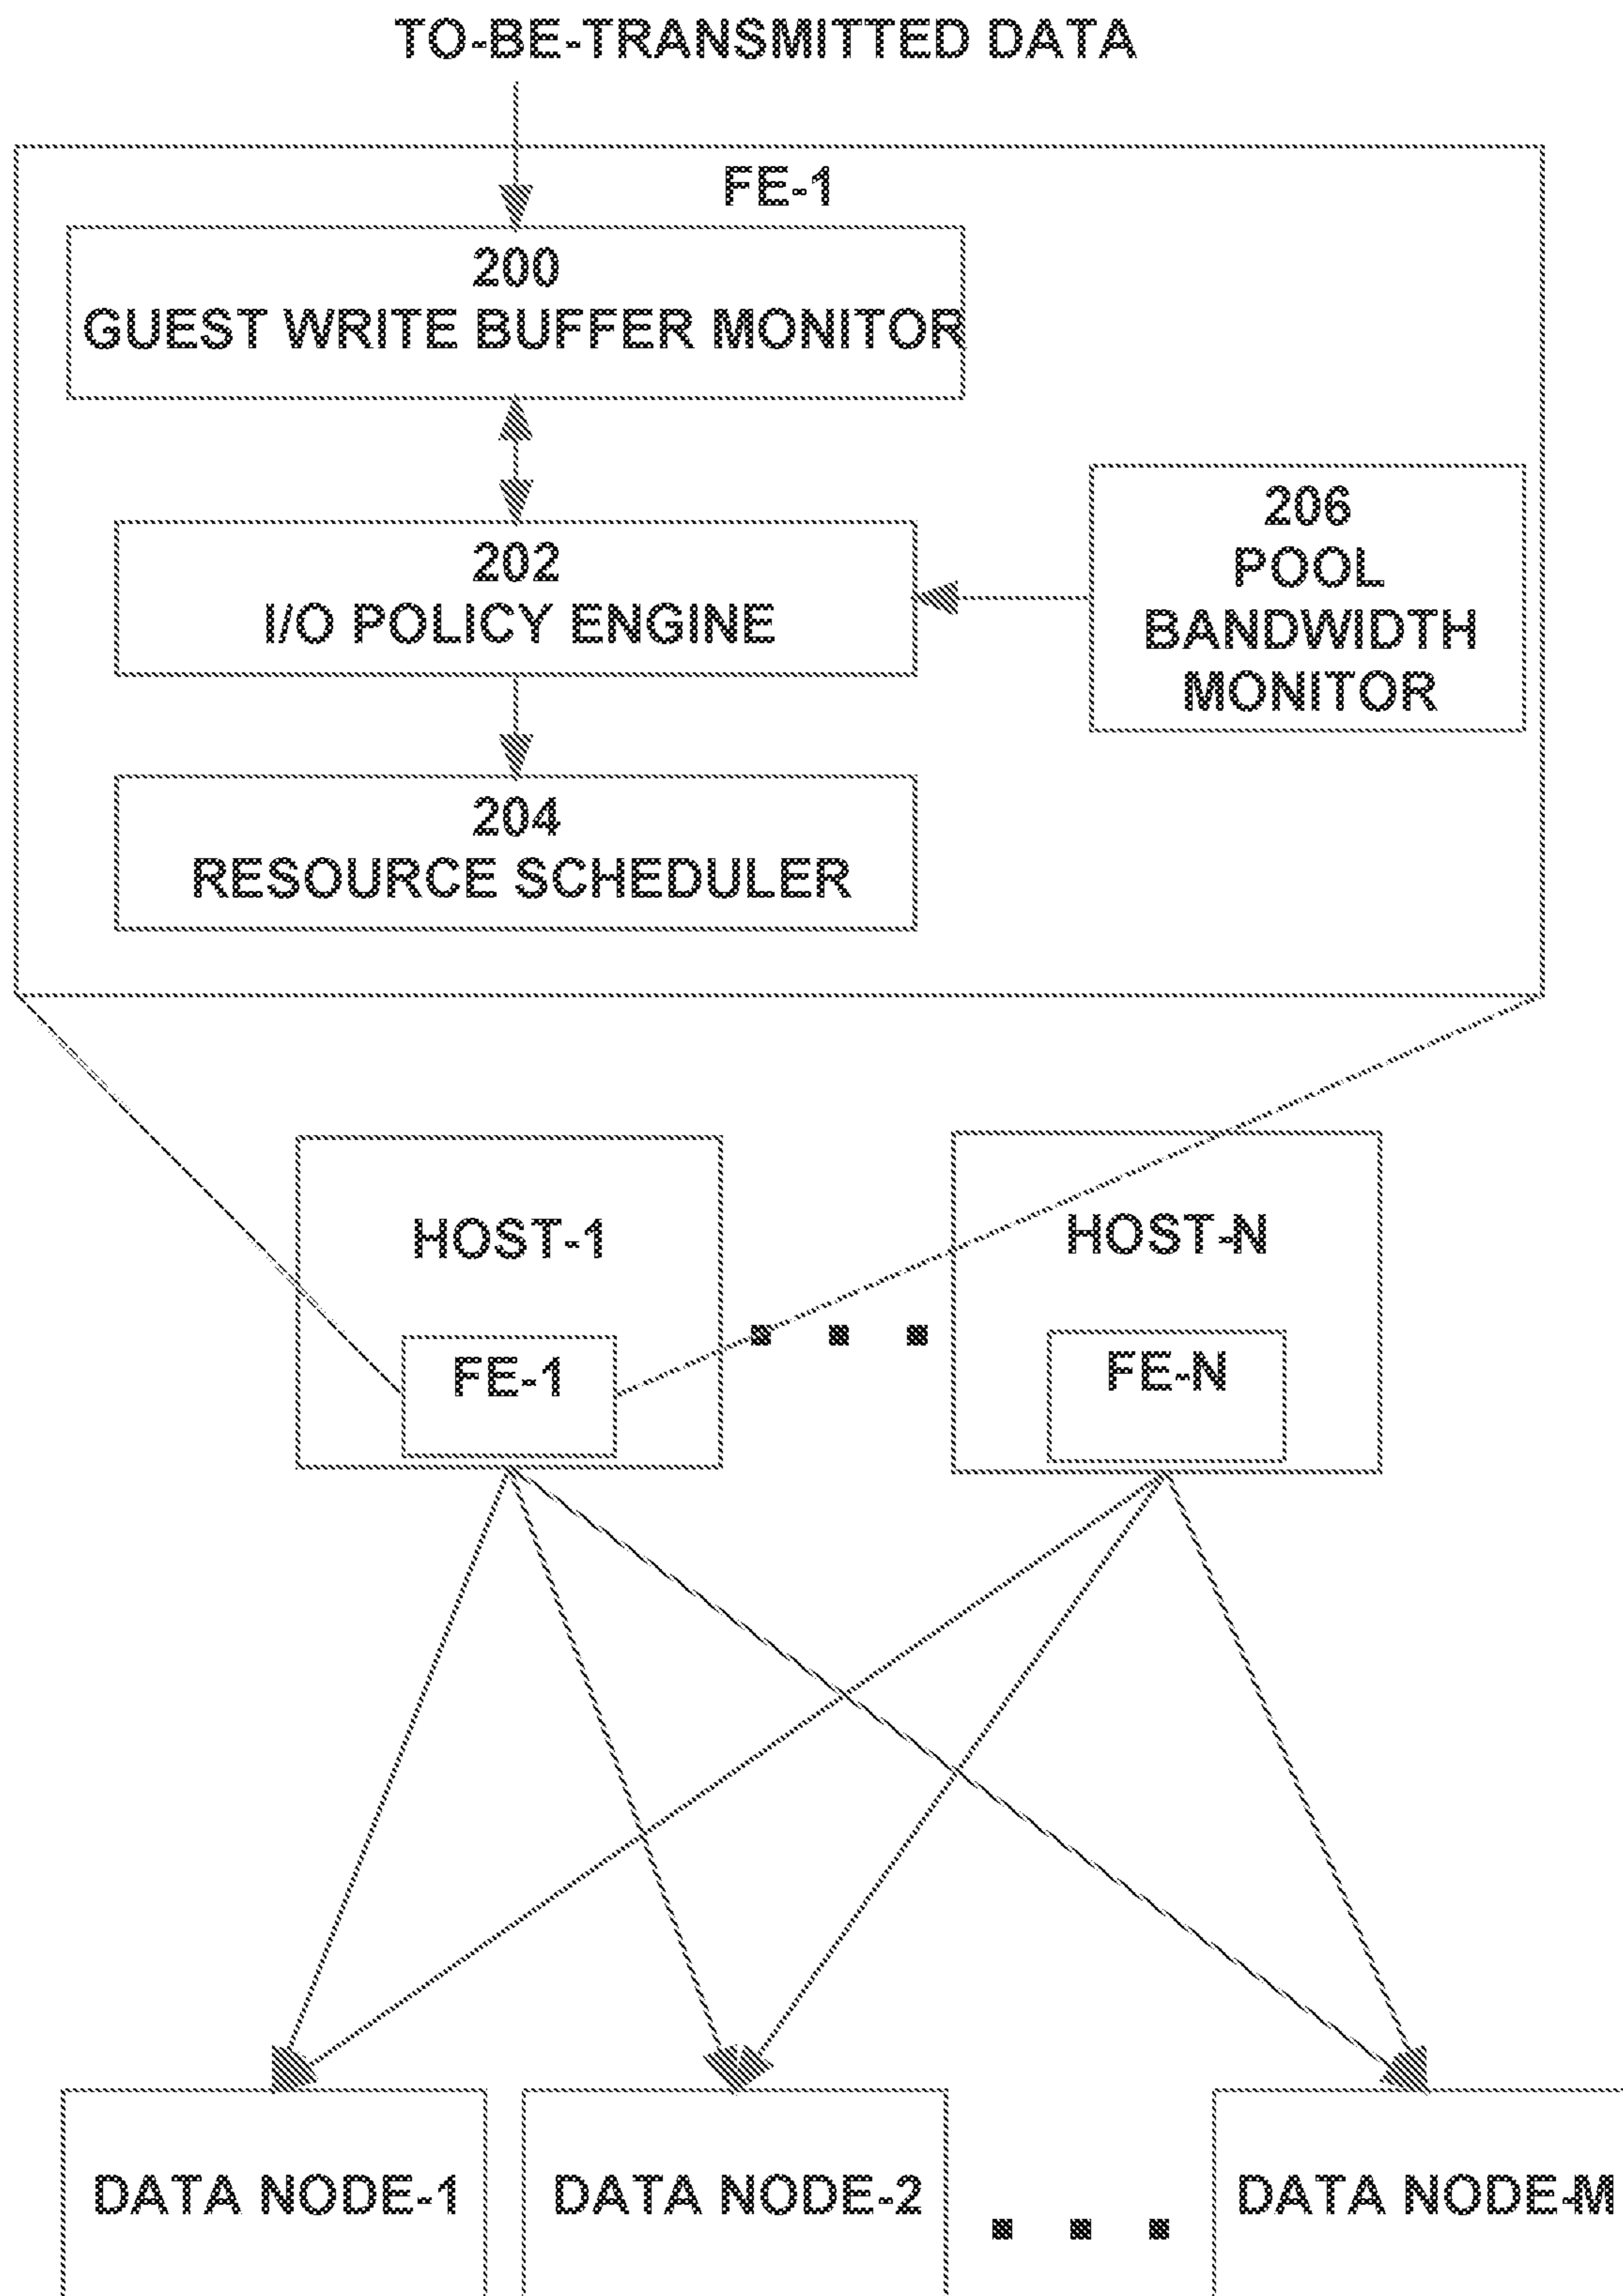 TO-BE-TRANSMITTED DATA
FE-1
200
GUEST WRITE BUFFER MONITOR
202
I/O POLICY ENGINE
206
POOL
BANDWIDTH
MONITOR
204
RESOURCE SCHEDULER
HOST-1
HOST-N
FE-1
FE-N
DATA NODE-1
DATA NODE-2
DATA NODE-M